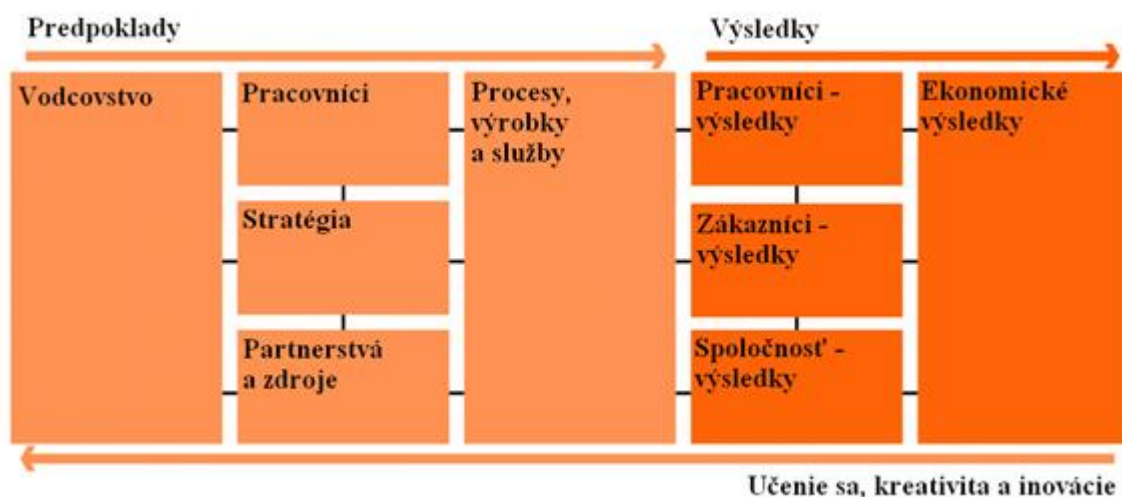 Predpoklady
Výsledky
Vodcovstvo
Pracovníci
Procesy,
výrobky
a služby
Pracovníci -
výsledky
Ekonomické
výsledky
Stratégia
Zákazníci -
výsledky
Partnerstvá
a zdroje
Spoločnosť -
výsledky
Učenie sa, kreativita a inovácie